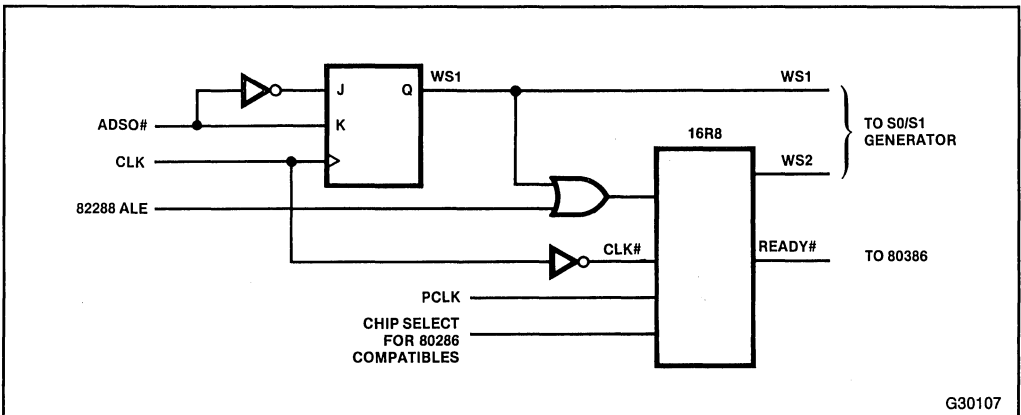 WS1
WS1
J
Q
ADSO#
K
TO S0/S1
GENERATOR
16R8
CLK
WS2
82288 ALE
CLK#
READY#
TO 80386
PCLK
CHIP SELECT
FOR 80286
COMPATIBLES
G30107